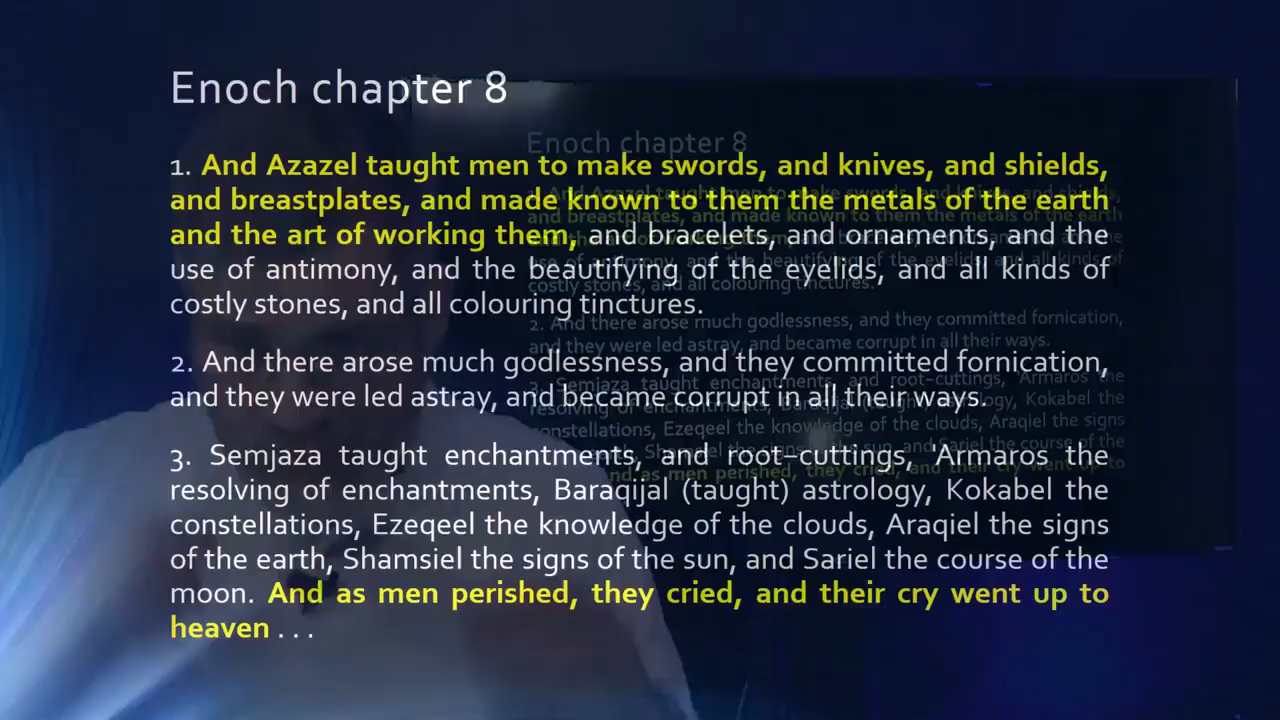 Enoch chapter 8
1. And Azazel taught men to make swords, and knives, and shields,
and breastplates, and made known to them the metals of the earth
and the art of working them, and bracelets, and ornaments, and the
use of antimony, and the beautifying of the eyelids, and all kinds of
costly stones, and all colouring tinctures.
2. And there arose much godlessness, and they committed fornication,
and they were led astray, and became corrupt in all their ways.
3. Semjaza taught enchantments, and root-cuttings, 'Armaros the
resolving of enchantments, Baraqijal (taught) astrology, Kokabel the
constellations, Ezeqeel the knowledge of the clouds, Araqiel the signs
of the earth, Shamsiel the signs of the sun, and Sariel the course of the
moon. And as men perished, they cried, and their cry went up to
heaven . . .
Enoch chapter 8